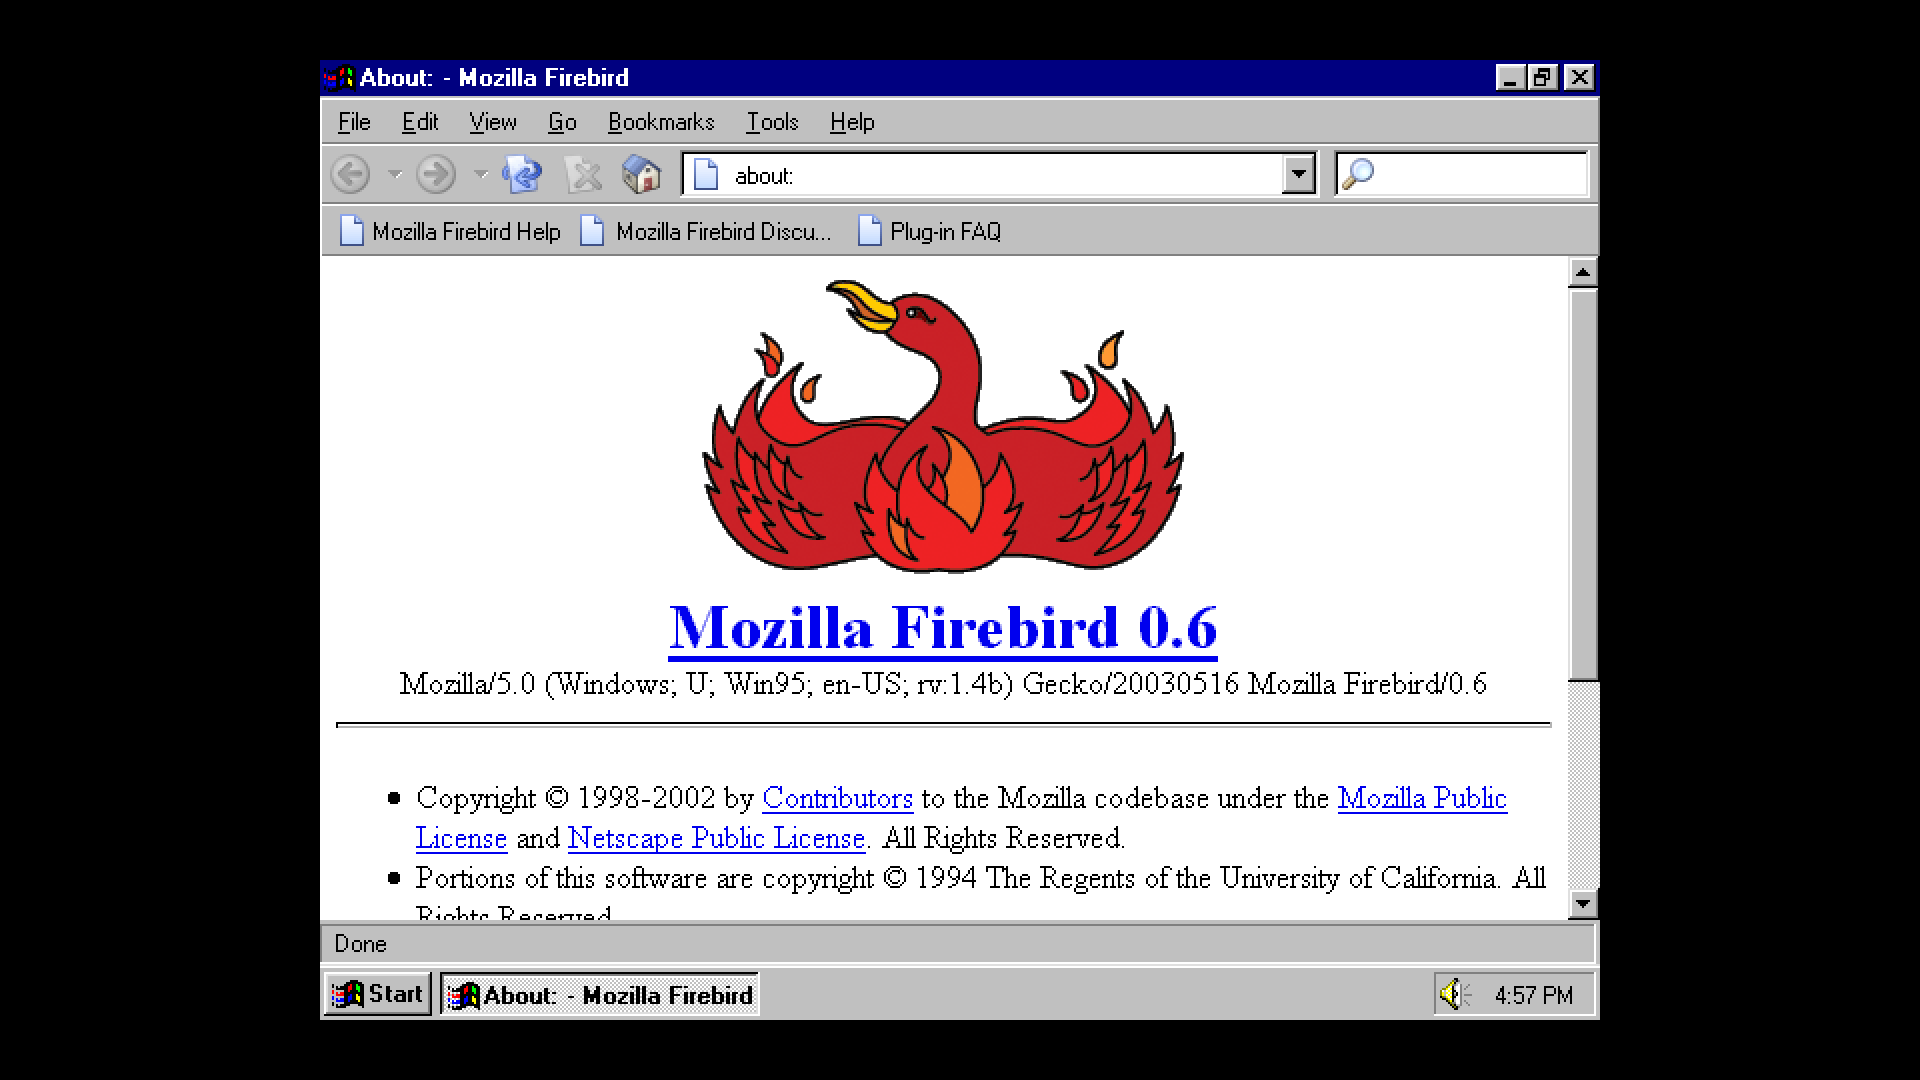 About: - Mozilla Firebird
File Edit View Go Bookmarks Tools Help
about:
Mozilla Firebird Help Mozilla Firebird Discu... Plug-in FAQ
Mozilla Firebird 0.6
Mozilla/5.0 (Windows; U; Win95; en-US; rv:1.4b) Gecko/20030516 Mozilla Firebird/0.6
Copyright © 1998-2002 by Contributors to the Mozilla codebase under the Mozilla Public
License and Netscape Public License. All Rights Reserved.
Portions of this software are copyright © 1994 The Regents of the University of California. All
Rights Reserved.
Done
Start About: - Mozilla Firebird 4:57 PM